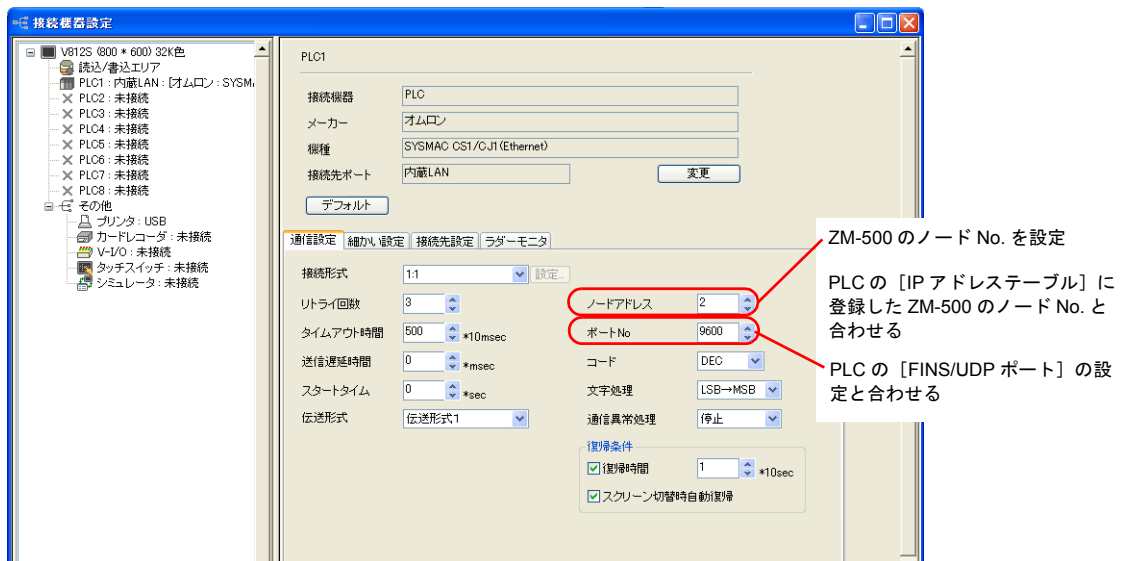 接続機器設定
V812S (800 * 600) 32K色
読込/書込エリア
PLC1 : 内蔵LAN : [オムロン : SYSM
PLC2 : 未接続
PLC3 : 未接続
PLC4 : 未接続
PLC5 : 未接続
PLC6 : 未接続
PLC7 : 未接続
PLC8 : 未接続
その他
プリンタ : USB
カードレコーダ : 未接続
V-I/O : 未接続
タッチスイッチ : 未接続
シミュレータ : 未接続
PLC1
接続機器 PLC
メーカー オムロン
機種 SYSMAC CS1/CJ1(Ethernet)
接続先ポート 内蔵LAN 変更
デフォルト
通信設定 細かい設定 接続先設定 ラダーモニタ
接続形式 1:1 設定...
リトライ回数 3 ノードアドレス 2
タイムアウト時間 500 *10msec ポートNo 9600
送信遅延時間 0 *msec コード DEC
スタートタイム 0 *sec 文字処理 LSB→MSB
伝送形式 伝送形式1 通信異常処理 停止
復帰条件
復帰時間 1 *10sec
スクリーン切替時自動復帰
ZM-500 のノード No. を設定
PLC の［IP アドレステーブル］に
登録した ZM-500 のノード No. と
合わせる
PLC の［FINS/UDP ポート］の設
定と合わせる